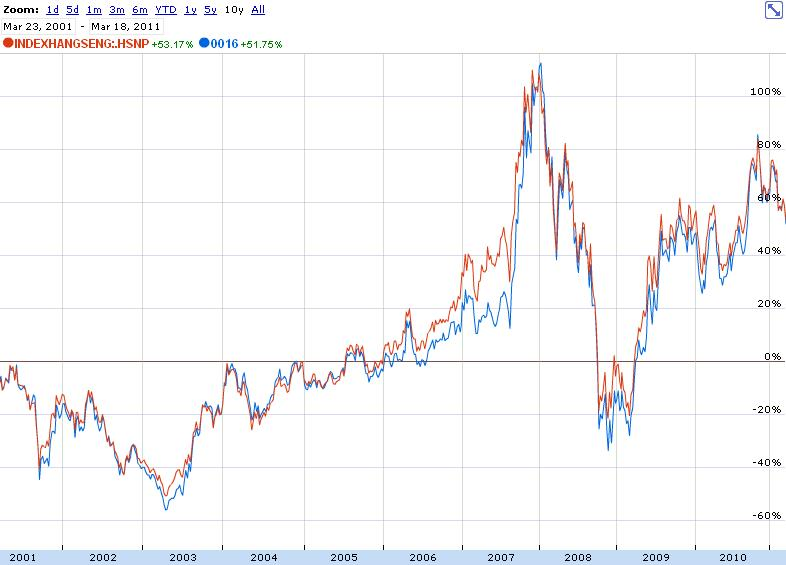 Zoom: 1d 5d 1m 3m 6m YTD 1y 5y 10y All
Mar 23, 2001 - Mar 18, 2011
INDEXHANGSENG:.HSNP +53.17% 0016 +51.75%
100%
80%
60%
40%
20%
0%
-20%
-40%
-60%
2001 2002 2003 2004 2005 2006 2007 2008 2009 2010